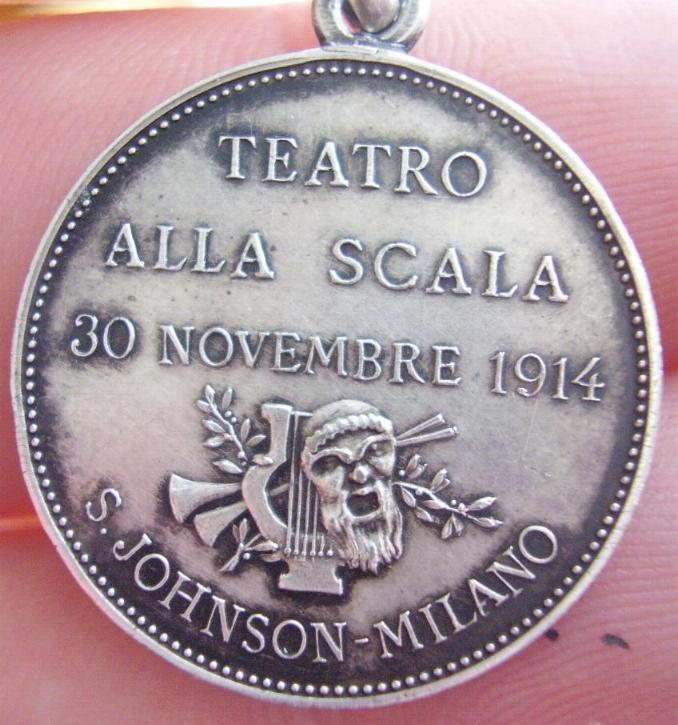 TEATRO
ALLA SCALA
30 NOVEMBRE 1914
S. JOHNSON-MILANO